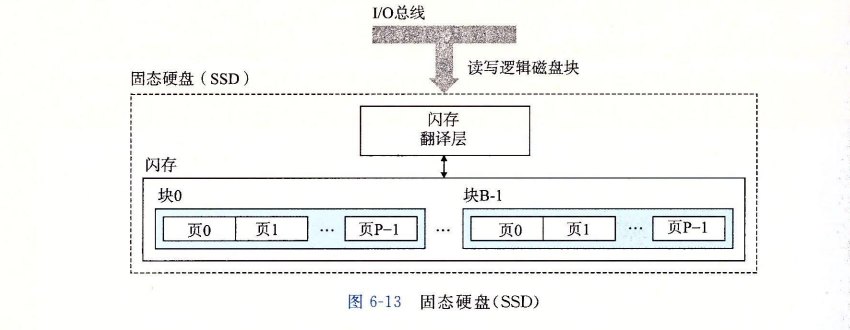 I/O总线
读写逻辑磁盘块
固态硬盘（SSD）
闪存
翻译层
闪存
块0
块B-1
页0 页1 … 页P-1 … 页0 页1 … 页P-1
图 6-13 固态硬盘(SSD)